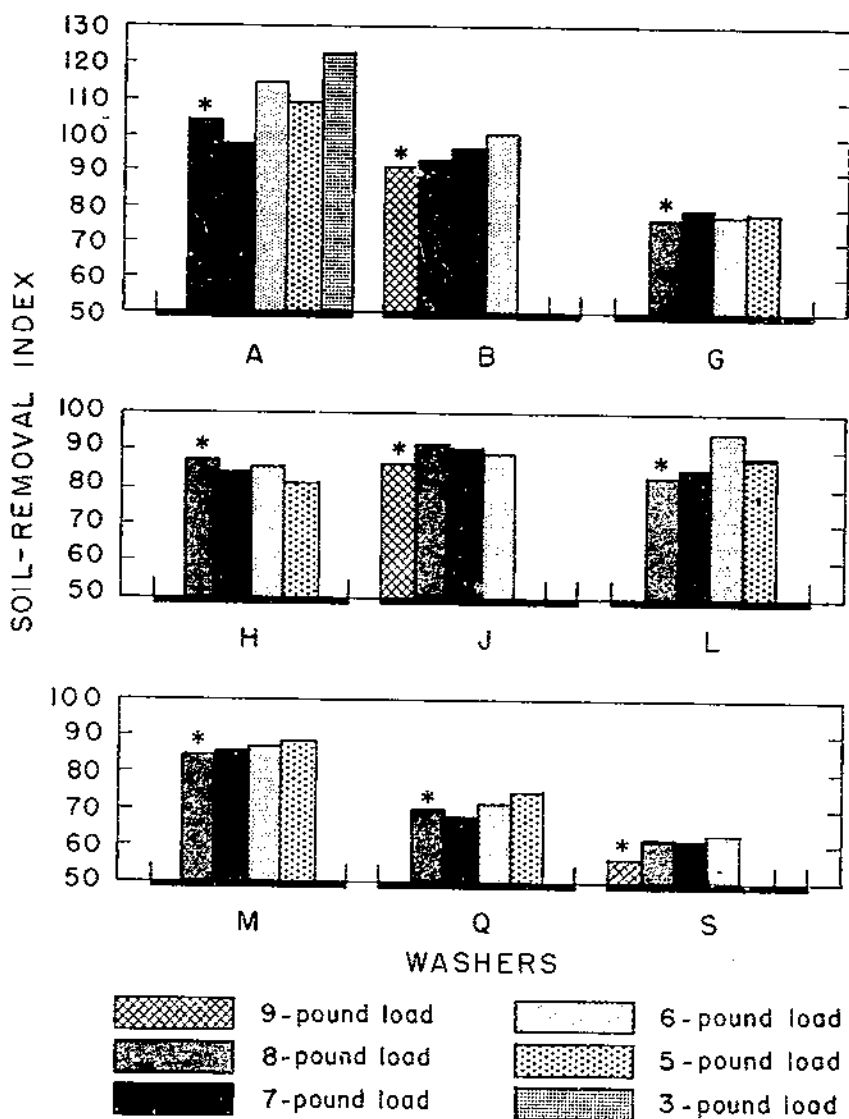 130
120
110
100
90
80
70
60
50
* * *
A B G
SOIL-REMOVAL INDEX
100
90
80
70
60
50
* * *
H J L
100
90
80
70
60
50
* * *
M Q S
WASHERS
9-pound load
8-pound load
7-pound load
6-pound load
5-pound load
3-pound load